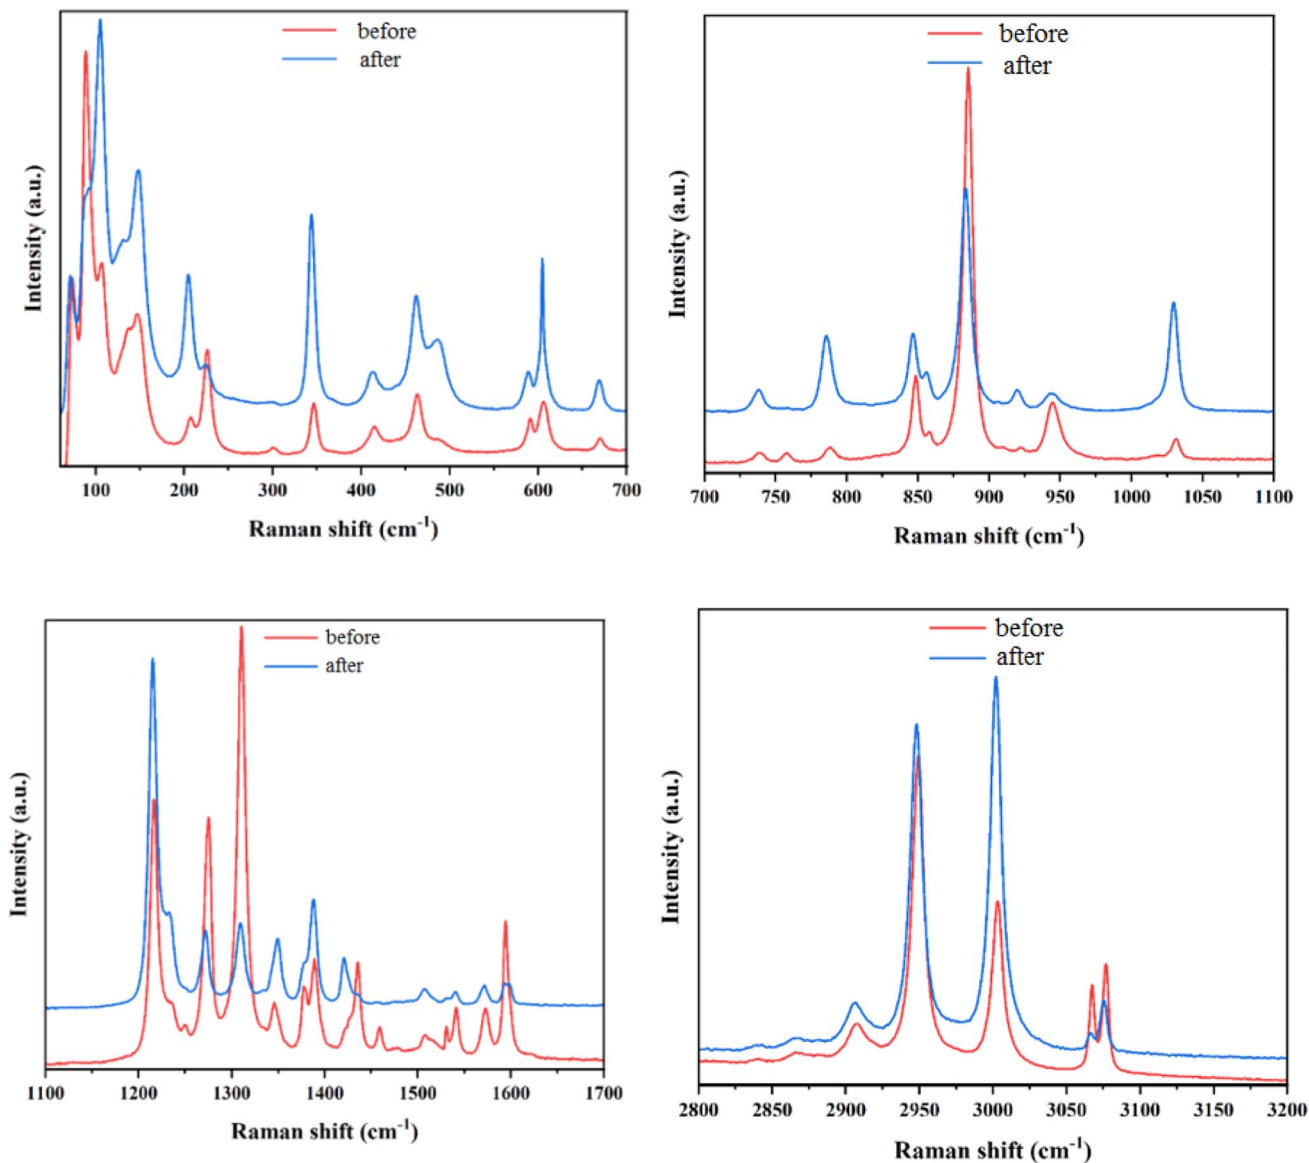 before
after
Intensity (a.u.)
100 200 300 400 500 600 700
Raman shift (cm-1)
before
after
Intensity (a.u.)
700 750 800 850 900 950 1000 1050 1100
Raman shift (cm-1)
before
after
Intensity (a.u.)
1100 1200 1300 1400 1500 1600 1700
Raman shift (cm-1)
before
after
Intensity (a.u.)
2800 2850 2900 2950 3000 3050 3100 3150 3200
Raman shift (cm-1)